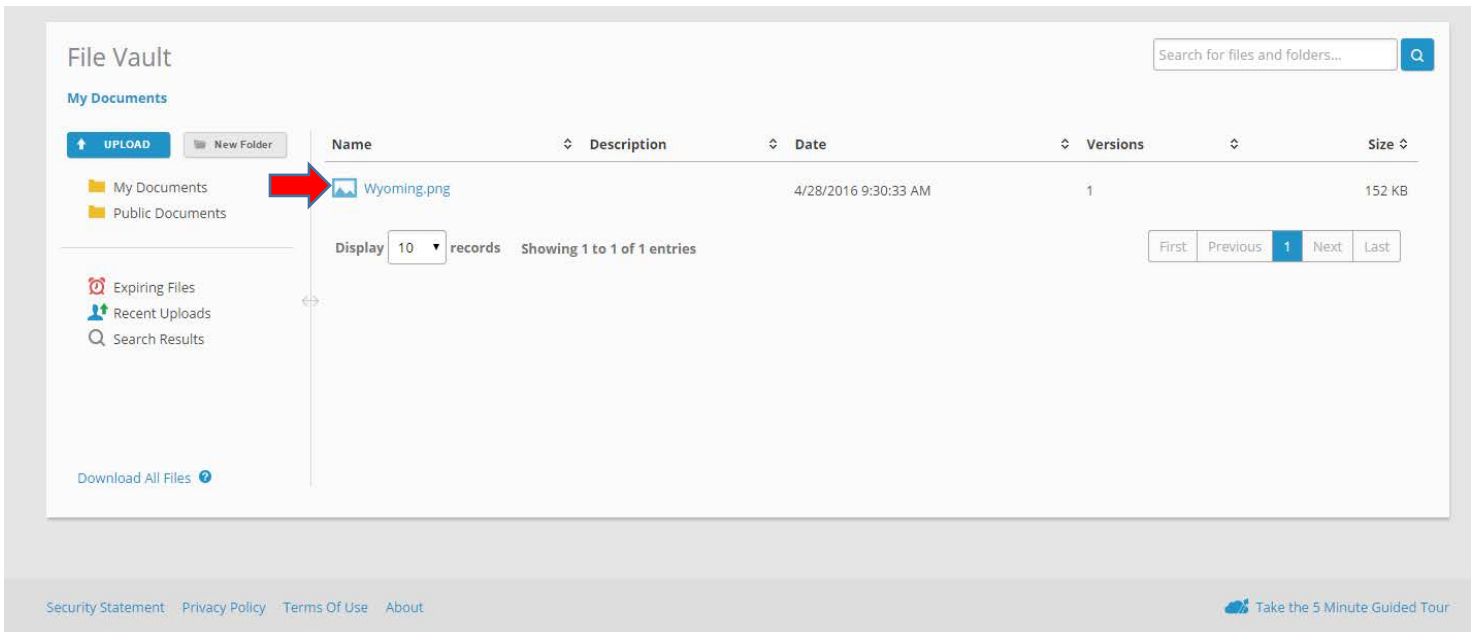 File Vault
Search for files and folders...
My Documents
UPLOAD New Folder
Name Description Date Versions Size
My Documents
Public Documents
Wyoming.png 4/28/2016 9:30:33 AM 1 152 KB
Display 10 records Showing 1 to 1 of 1 entries
First Previous 1 Next Last
Expiring Files
Recent Uploads
Search Results
Download All Files ?
Security Statement Privacy Policy Terms Of Use About
Take the 5 Minute Guided Tour